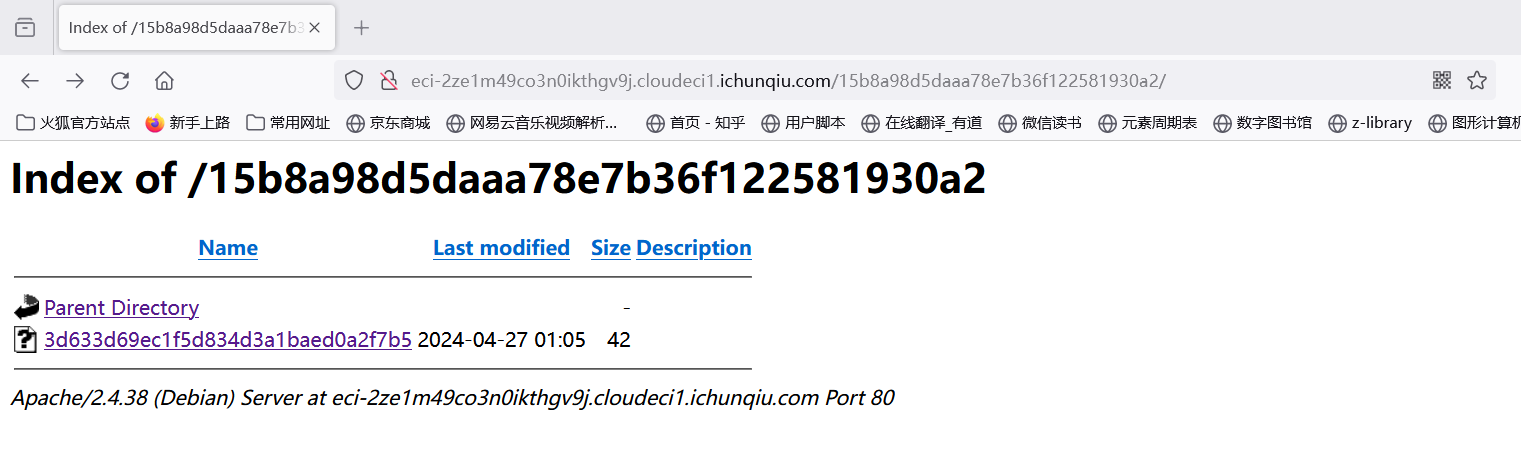 Index of /15b8a98d5daaa78e7b3
eci-2ze1m49co3n0ikthgv9j.cloudeci1.ichunqiu.com/15b8a98d5daaa78e7b36f122581930a2/
火狐官方站点 新手上路 常用网址 京东商城 网易云音乐视频解析... 首页 - 知乎 用户脚本 在线翻译_有道 微信读书 元素周期表 数字图书馆 z-library 图形计算机
Index of /15b8a98d5daaa78e7b36f122581930a2
Name Last modified Size Description
Parent Directory -
3d633d69ec1f5d834d3a1baed0a2f7b5 2024-04-27 01:05 42
Apache/2.4.38 (Debian) Server at eci-2ze1m49co3n0ikthgv9j.cloudeci1.ichunqiu.com Port 80